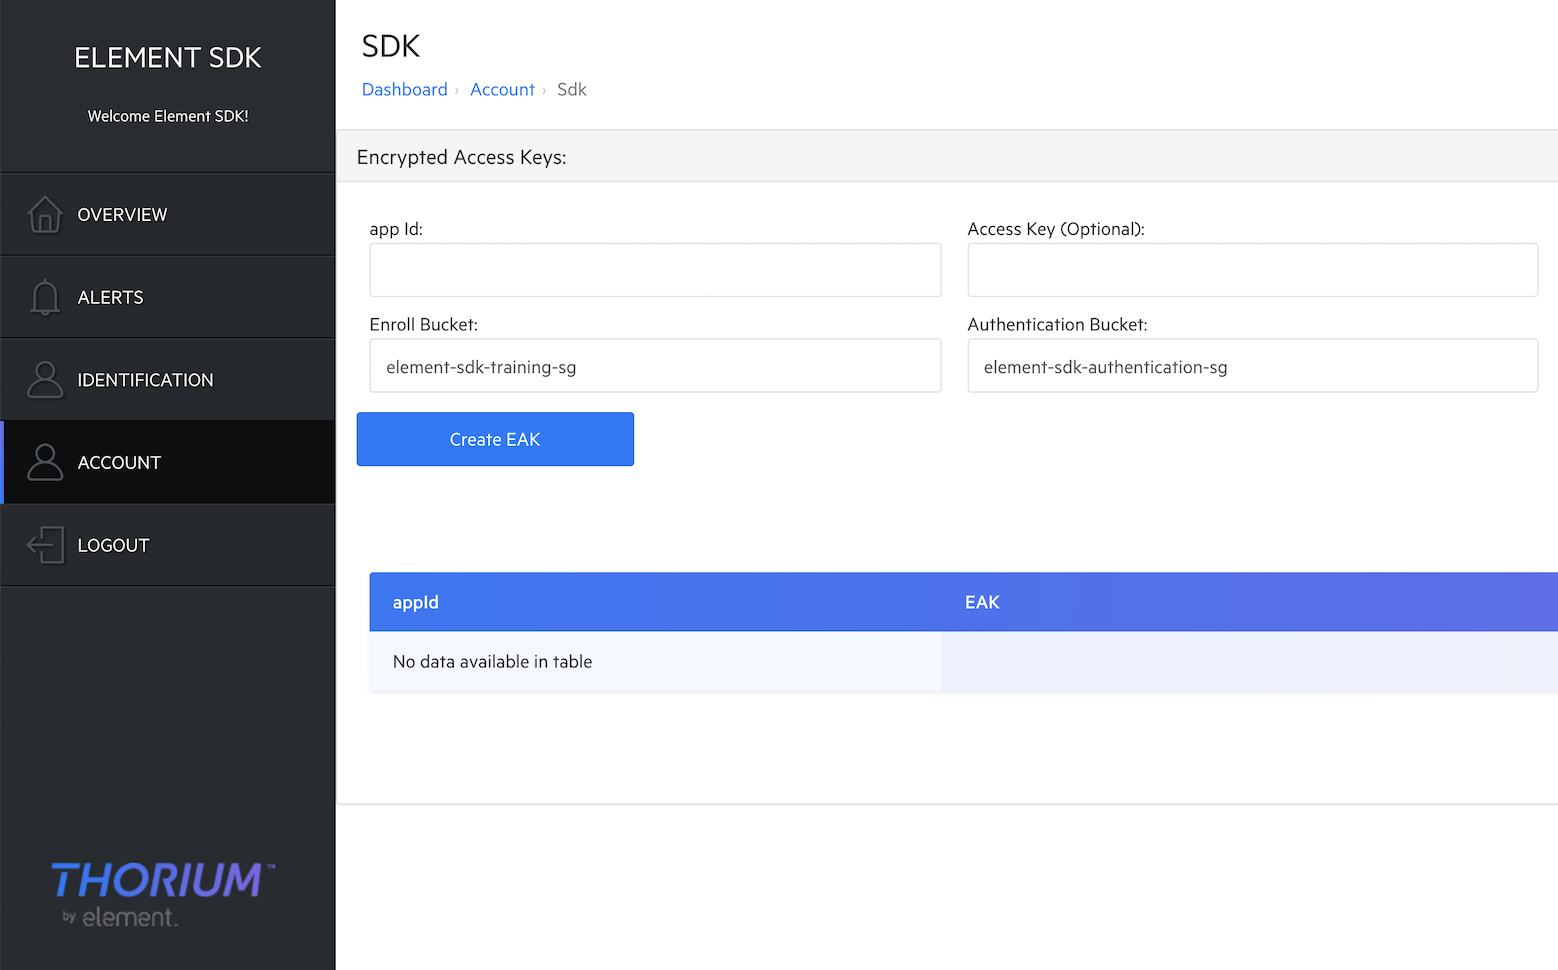 ELEMENT SDK
Welcome Element SDK!
OVERVIEW
ALERTS
IDENTIFICATION
ACCOUNT
LOGOUT
THORIUM™
by element™
SDK
Dashboard › Account › Sdk
Encrypted Access Keys:
app Id:
Access Key (Optional):
Enroll Bucket:
Authentication Bucket:
element-sdk-training-sg
element-sdk-authentication-sg
Create EAK
appId EAK
No data available in table